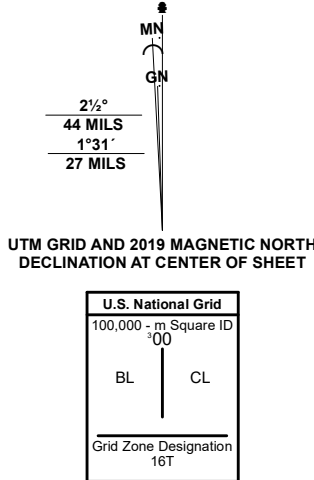 MN
GN
2½°
44 MILS
1°31´
27 MILS
UTM GRID AND 2019 MAGNETIC NORTH
DECLINATION AT CENTER OF SHEET
U.S. National Grid
100,000 - m Square ID
³00
BL CL
Grid Zone Designation
16T